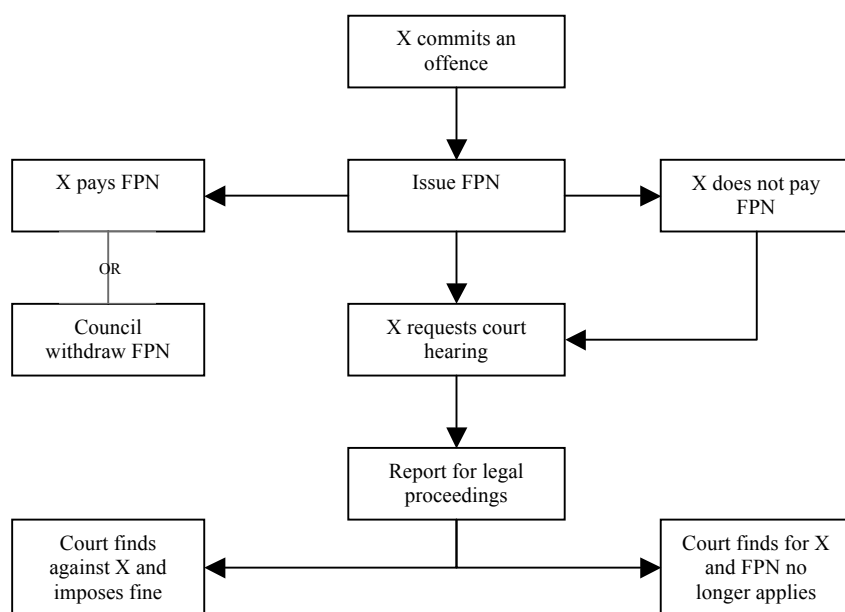 X commits an
offence
X pays FPN
Issue FPN
X does not pay
FPN
OR
Council
withdraw FPN
X requests court
hearing
Report for legal
proceedings
Court finds
against X and
imposes fine
Court finds for X
and FPN no
longer applies